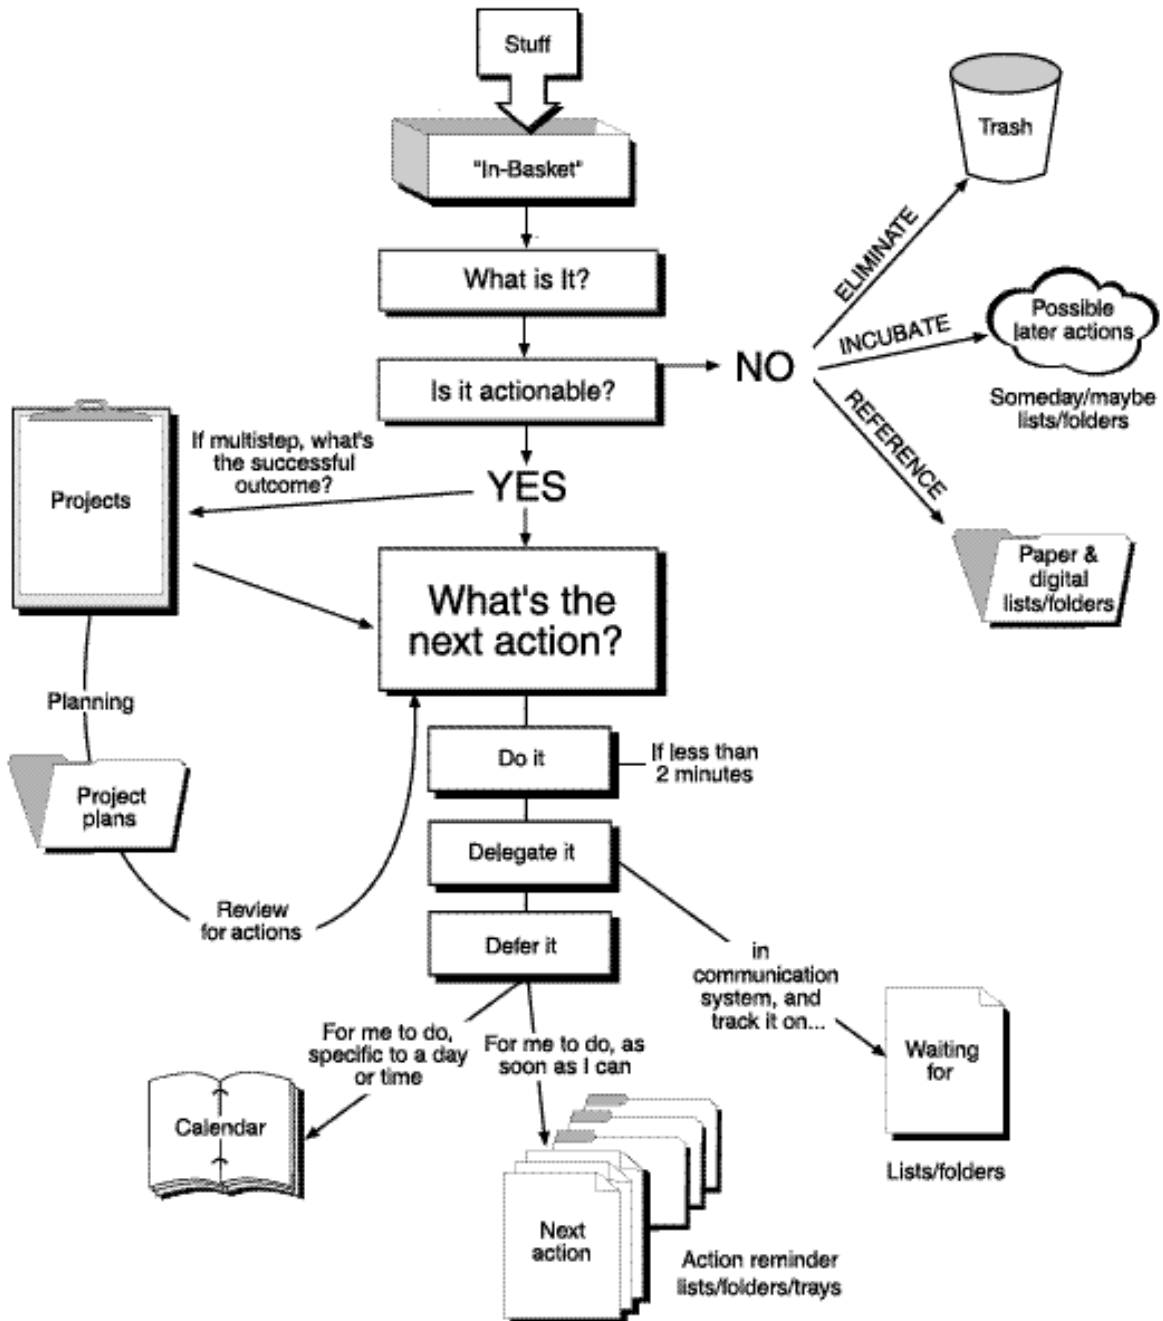 Stuff
"In-Basket"
Trash
What is It?
ELIMINATE
Possible
later actions
INCUBATE
NO
Is it actionable?
Someday/maybe
lists/folders
REFERENCE
If multistep, what's
the successful
outcome?
YES
Projects
Paper &
digital
lists/folders
What's the
next action?
Planning
Do it
If less than
2 minutes
Project
plans
Delegate it
Review
for actions
Defer it
in
communication
system, and
track it on...
For me to do,
specific to a day
or time
For me to do, as
soon as I can
Waiting
for
Calendar
Lists/folders
Next
action
Action reminder
lists/folders/trays